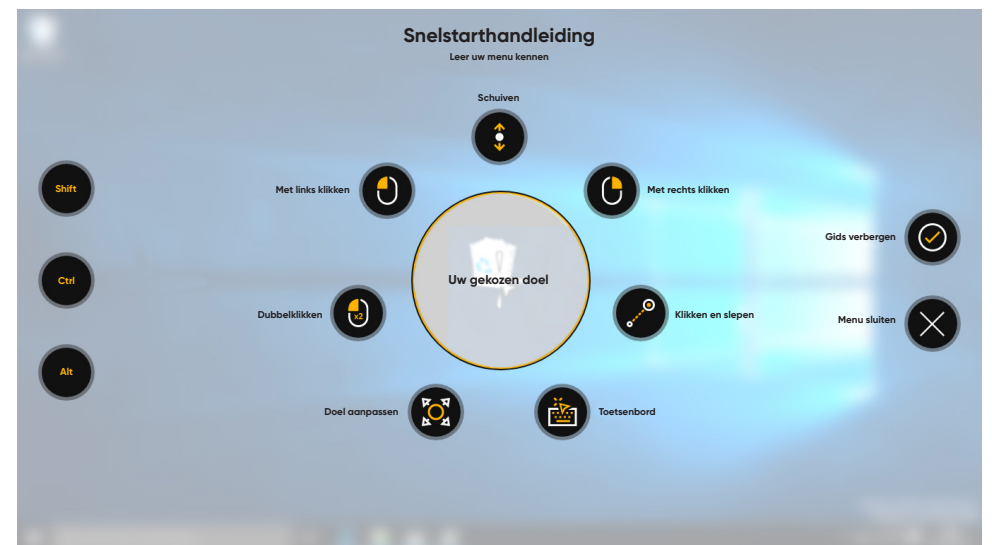 Snelstarthandleiding
Leer uw menu kennen
Schuiven
Met links klikken
Met rechts klikken
Shift
Gids verbergen
Uw gekozen doel
Ctrl
Dubbelklikken
x2
Klikken en slepen
Menu sluiten
Alt
Doel aanpassen
Toetsenbord